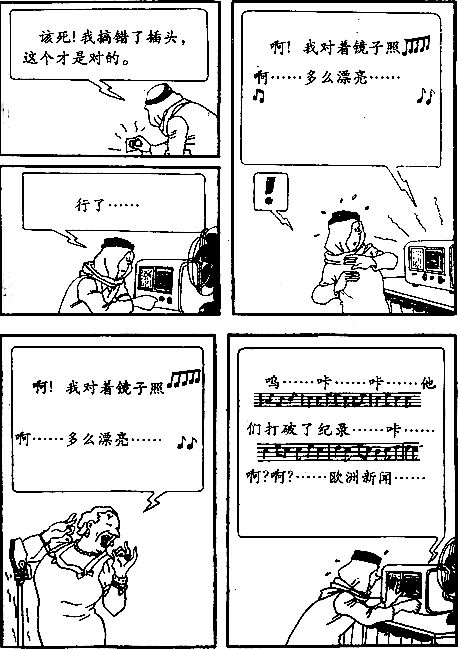 该死！我搞错了插头，
这个才是对的。
行了……
啊！我对着镜子照
啊……多么漂亮……
!
啊！我对着镜子照
啊……多么漂亮……
呜……咔……咔……他
们打破了纪录……咔……
啊？啊？……欧洲新闻……